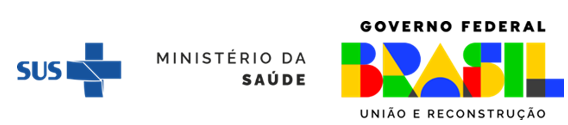 SUS
MINISTÉRIO DA
SAÚDE
GOVERNO FEDERAL
BRASIL
UNIÃO E RECONSTRUÇÃO